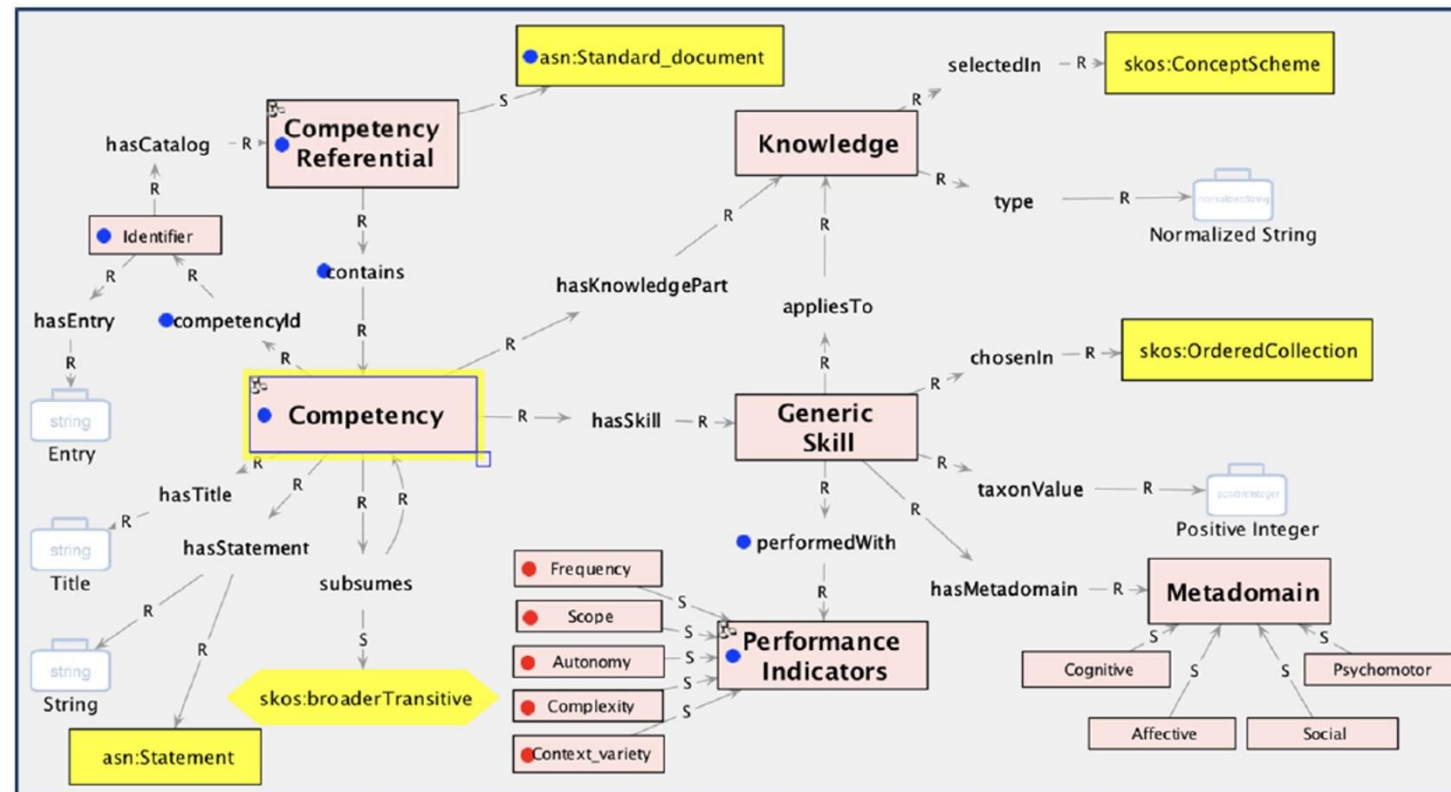 asn:Standard_document
selectedIn
R
skos:ConceptScheme
S
R
Competency
Referential
hasCatalog
R
Knowledge
R
R
type
R
normalizedString
Normalized String
R
Identifier
R
R
R
R
contains
hasKnowledgePart
hasEntry
competencyId
appliesTo
R
R
R
R
R
chosenIn
R
skos:OrderedCollection
R
string
Entry
Competency
R
hasSkill
R
Generic
Skill
R
R
hasTitle
R
R
R
R
R
taxonValue
R
positiveInteger
Positive Integer
R
R
string
Title
hasStatement
performedWith
subsumes
Frequency
R
hasMetadomain
R
Metadomain
S
R
Scope
S
S
R
Autonomy
S
Performance
Indicators
S
S
string
String
Cognitive
S
S
Psychomotor
skos:broaderTransitive
Complexity
S
S
Affective
Social
Context_variety
asn:Statement